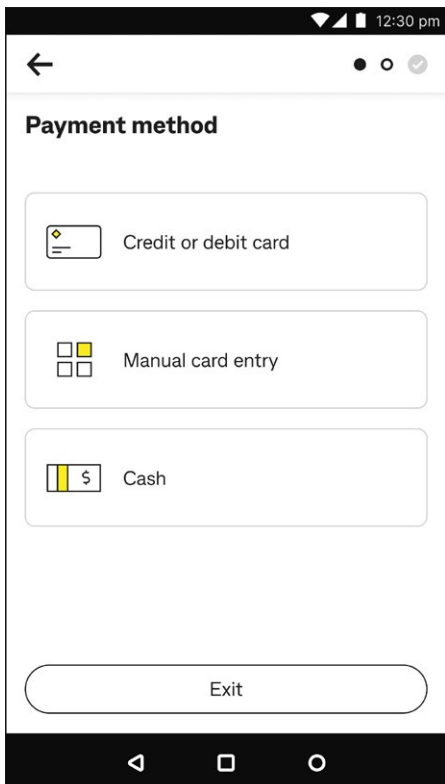 12:30 pm
Payment method
Credit or debit card
Manual card entry
$
Cash
Exit